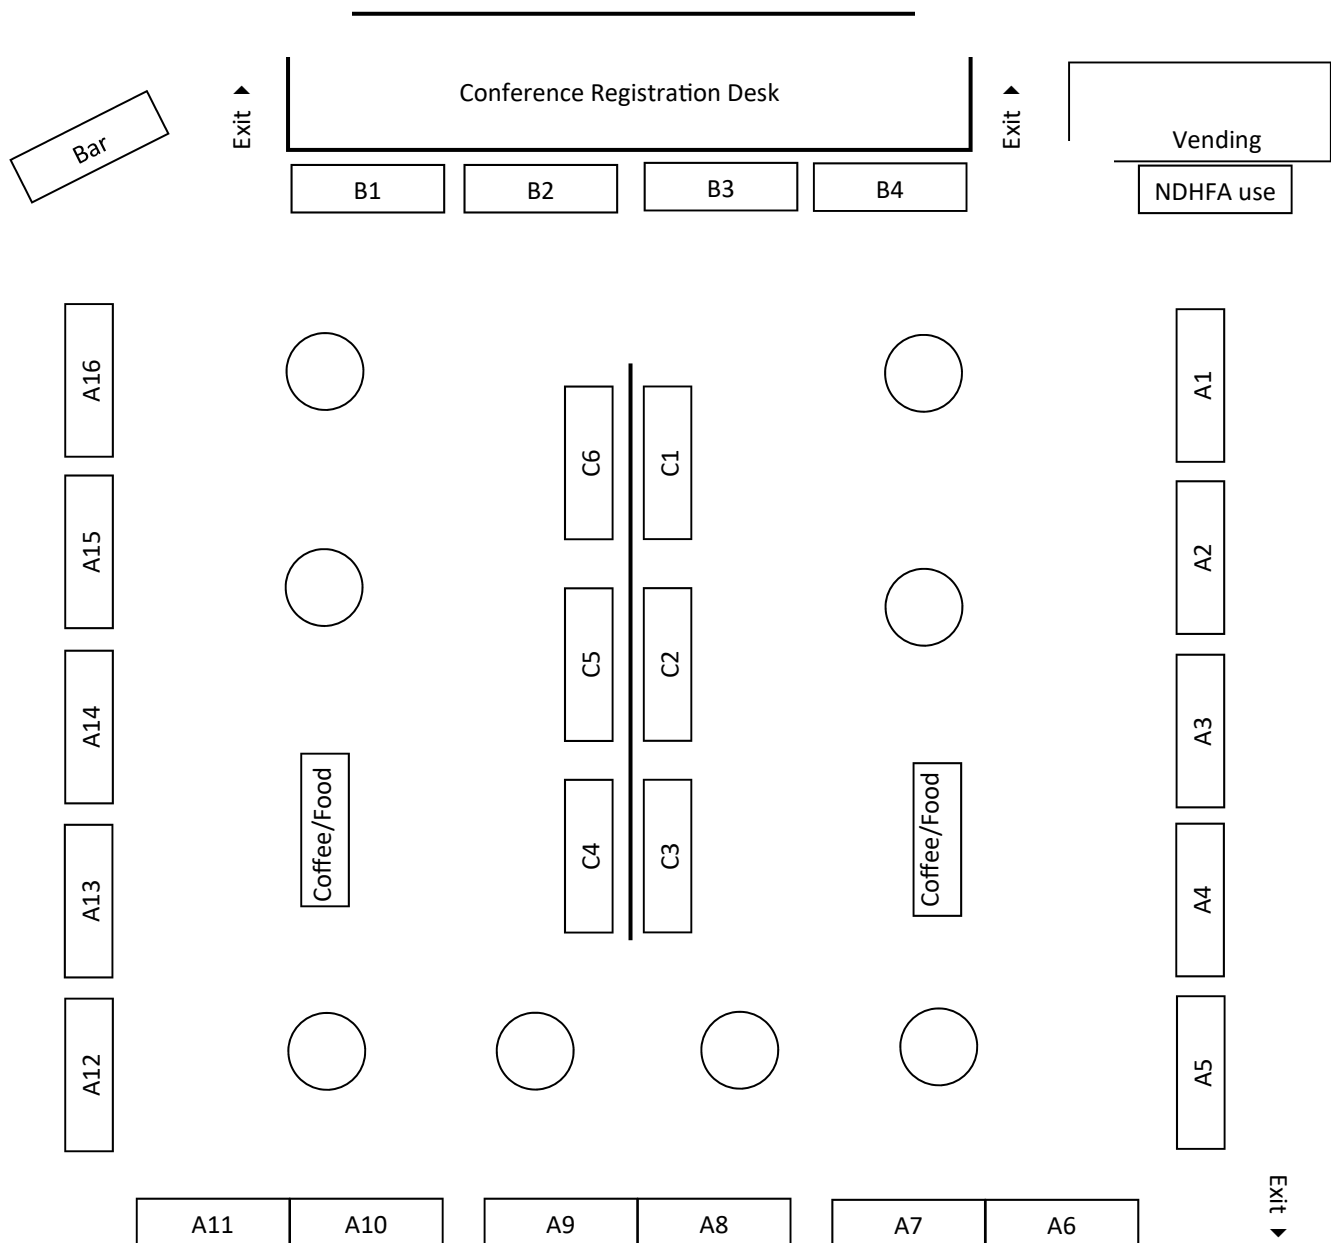 Conference Registration Desk
Exit
Exit
Bar
Vending
B1
B2
B3
B4
NDHFA use
A16
A15
A14
A13
A12
C6
C1
C5
C2
C4
C3
A1
A2
A3
A4
A5
Coffee/Food
Coffee/Food
A11
A10
A9
A8
A7
A6
Exit